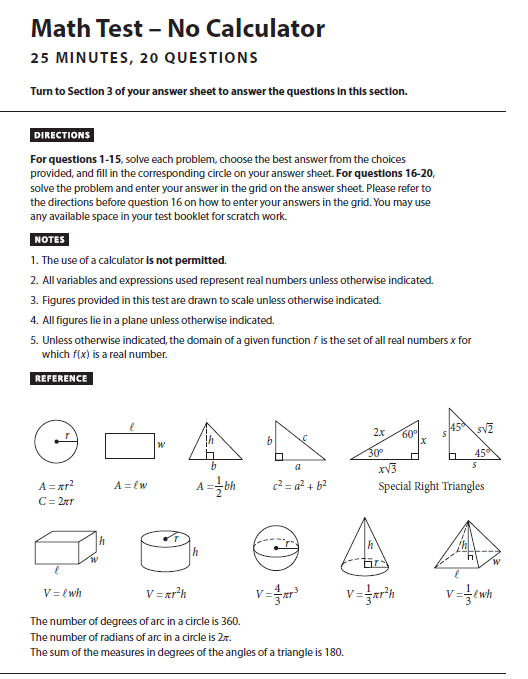 Math Test – No Calculator
25 MINUTES, 20 QUESTIONS
Turn to Section 3 of your answer sheet to answer the questions in this section.
DIRECTIONS
For questions 1-15, solve each problem, choose the best answer from the choices
provided, and fill in the corresponding circle on your answer sheet. For questions 16-20,
solve the problem and enter your answer in the grid on the answer sheet. Please refer to
the directions before question 16 on how to enter your answers in the grid. You may use
any available space in your test booklet for scratch work.
NOTES
1. The use of a calculator is not permitted.
2. All variables and expressions used represent real numbers unless otherwise indicated.
3. Figures provided in this test are drawn to scale unless otherwise indicated.
4. All figures lie in a plane unless otherwise indicated.
5. Unless otherwise indicated, the domain of a given function f is the set of all real numbers x for
which f(x) is a real number.
REFERENCE
r
ℓ w
h b
b c a
2x 60° x 30° x√3
45° s√2 s 45° s
A = πr²
C = 2πr
A = ℓw
A = 1/2 bh
c² = a² + b²
Special Right Triangles
h w ℓ
r h
r
h r
h w ℓ
V = ℓwh
V = πr²h
V = 4/3 πr³
V = 1/3 πr²h
V = 1/3 ℓwh
The number of degrees of arc in a circle is 360.
The number of radians of arc in a circle is 2π.
The sum of the measures in degrees of the angles of a triangle is 180.